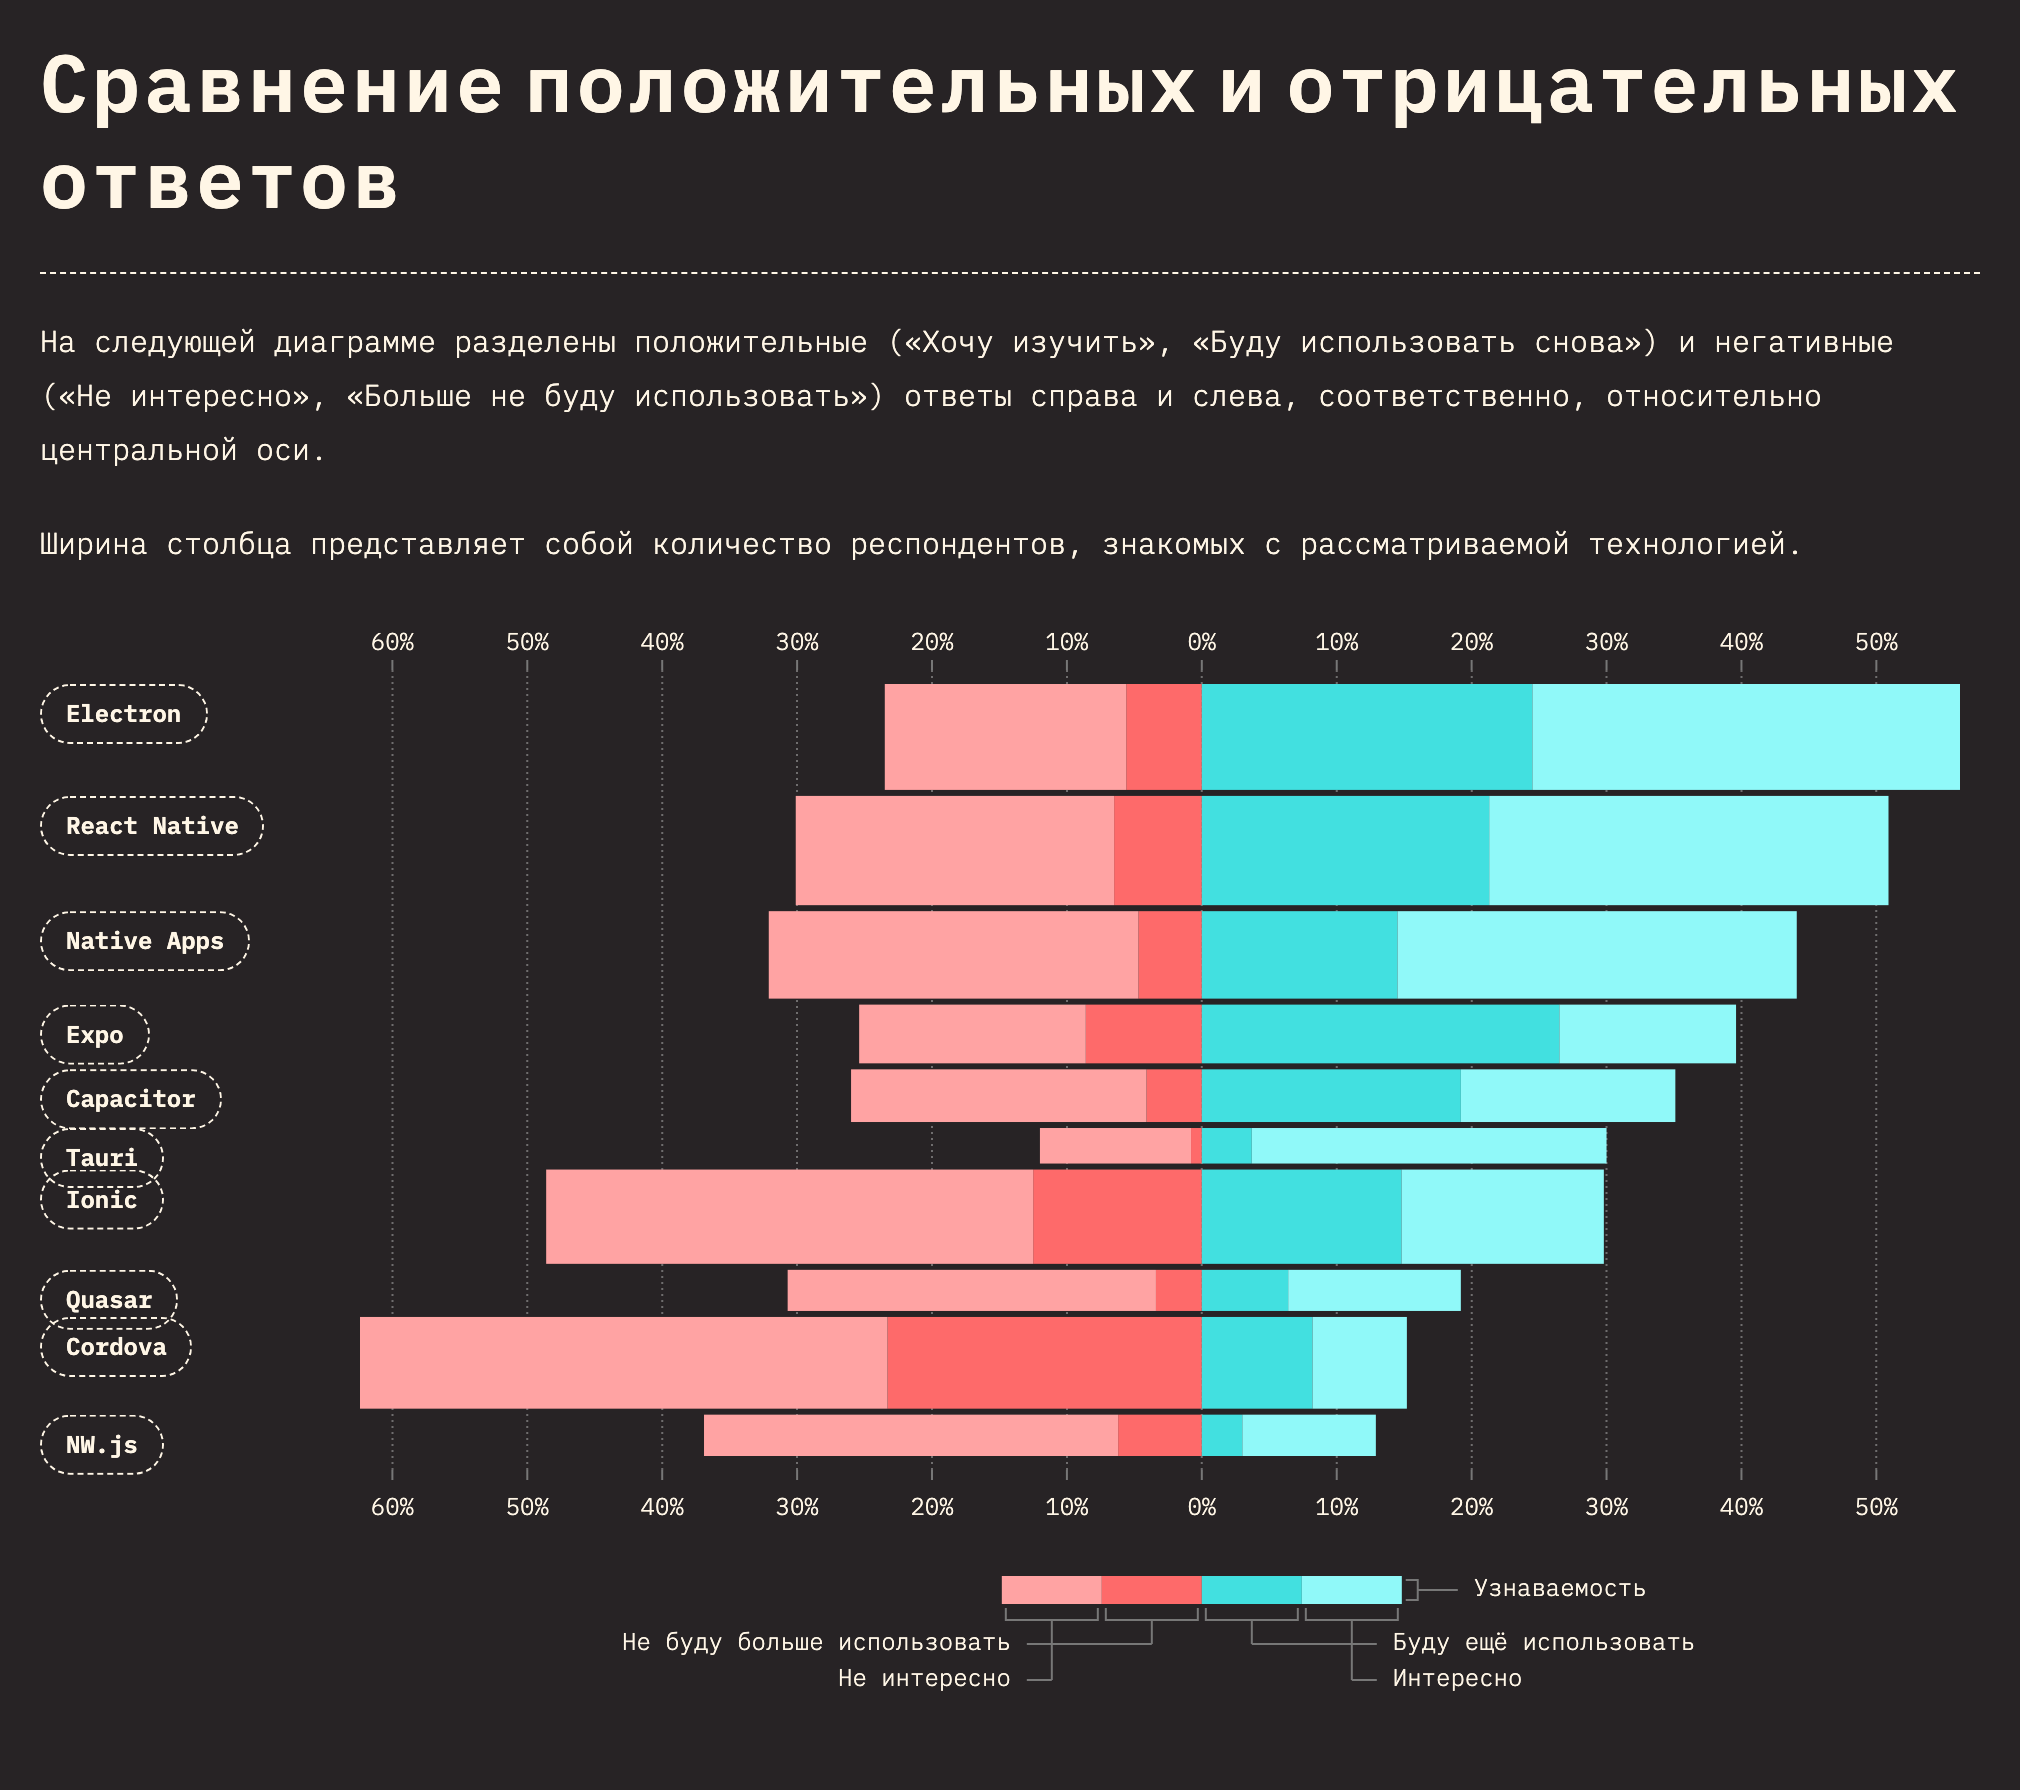 Сравнение положительных и отрицательных
ответов
На следующей диаграмме разделены положительные («Хочу изучить», «Буду использовать снова») и негативные
(«Не интересно», «Больше не буду использовать») ответы справа и слева, соответственно, относительно
центральной оси.
Ширина столбца представляет собой количество респондентов, знакомых с рассматриваемой технологией.
60% 50% 40% 30% 20% 10% 0% 10% 20% 30% 40% 50%
Electron
React Native
Native Apps
Expo
Capacitor
Tauri
Ionic
Quasar
Cordova
NW.js
60% 50% 40% 30% 20% 10% 0% 10% 20% 30% 40% 50%
Узнаваемость
Не буду больше использовать Буду ещё использовать
Не интересно Интересно